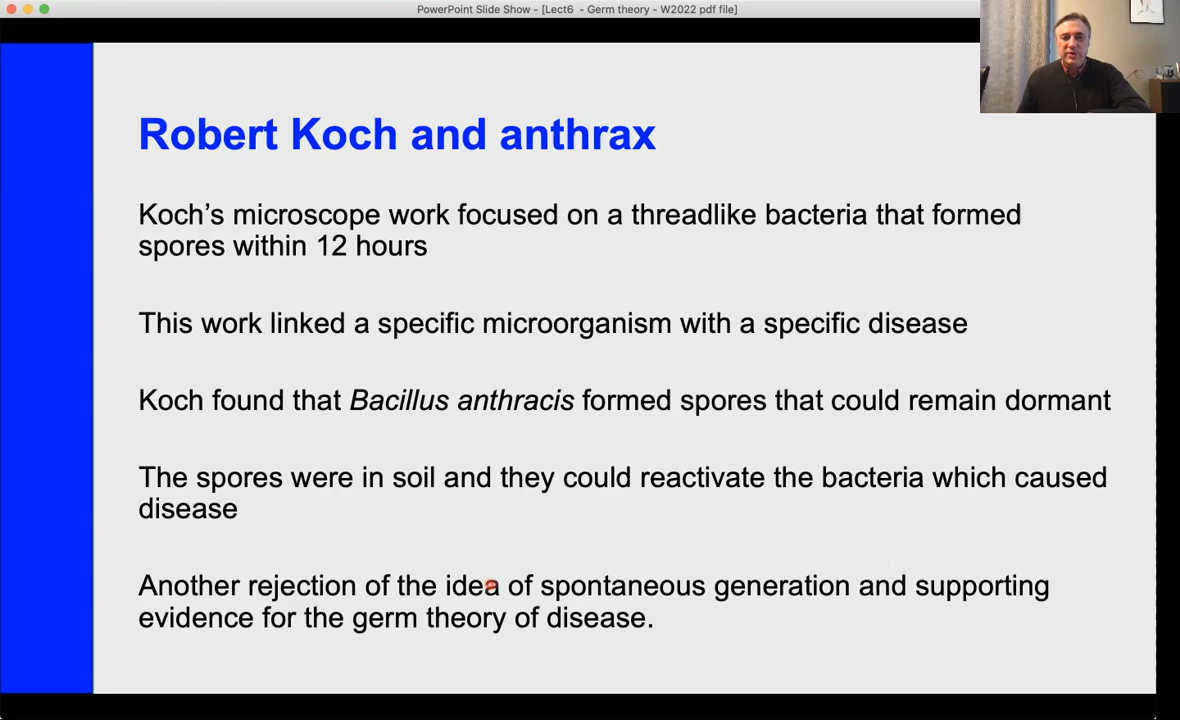 PowerPoint Slide Show - [Lect6 - Germ theory - W2022 pdf file]
Robert Koch and anthrax
Koch’s microscope work focused on a threadlike bacteria that formed
spores within 12 hours
This work linked a specific microorganism with a specific disease
Koch found that Bacillus anthracis formed spores that could remain dormant
The spores were in soil and they could reactivate the bacteria which caused
disease
Another rejection of the idea of spontaneous generation and supporting
evidence for the germ theory of disease.